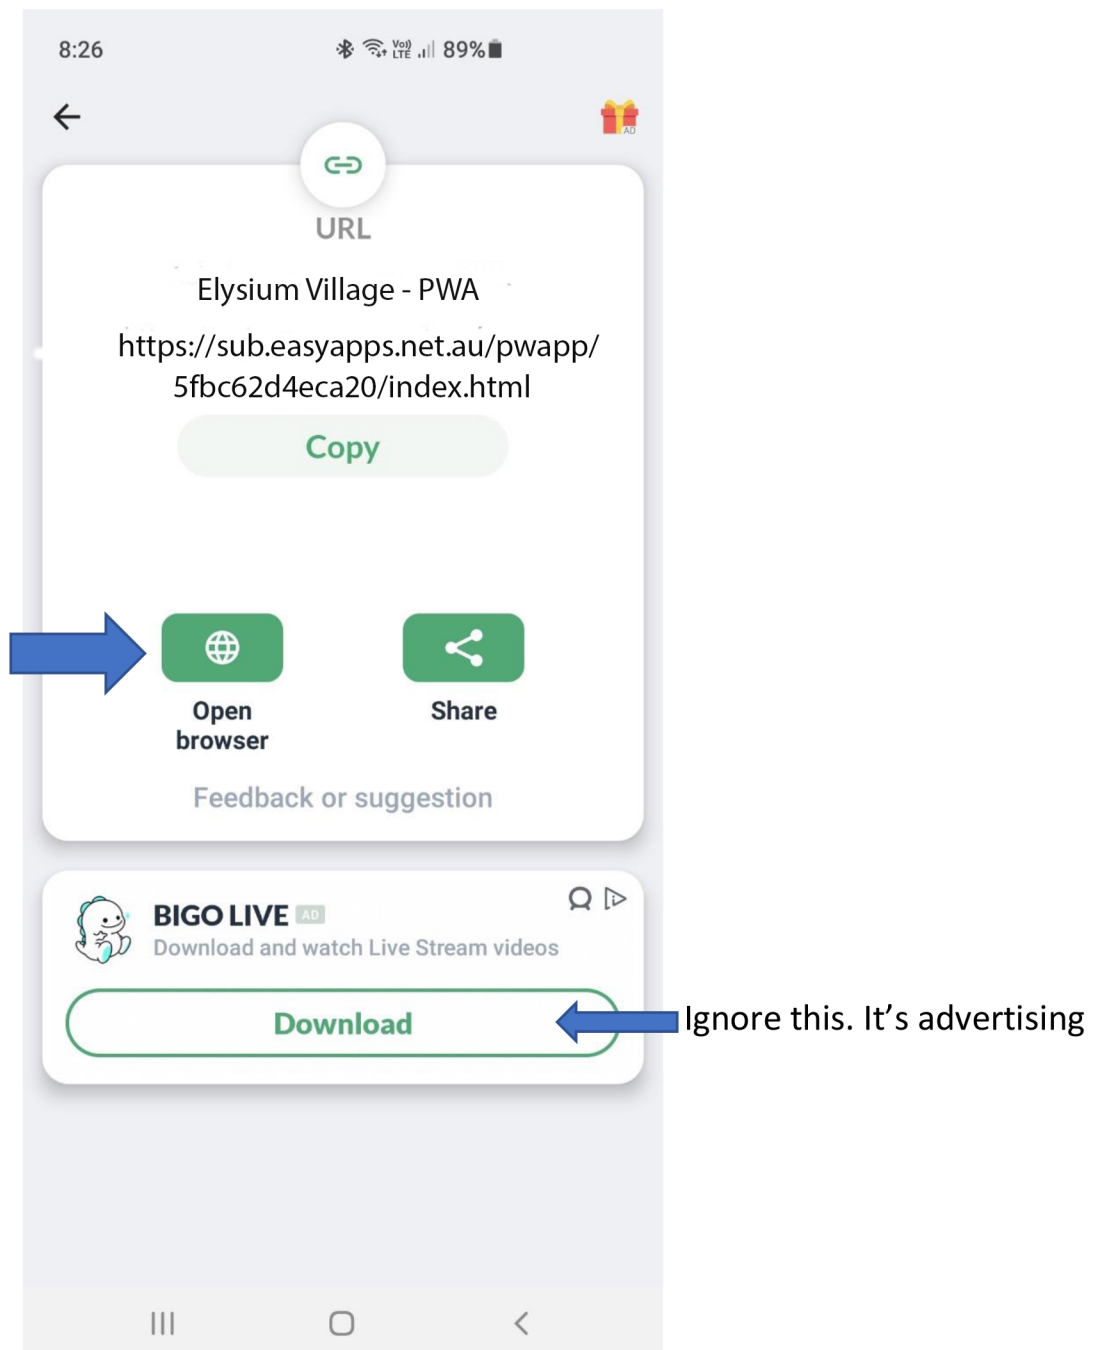 8:26
Vo)) LTE 89%
AD
URL
Elysium Village - PWA
https://sub.easyapps.net.au/pwapp/
5fbc62d4eca20/index.html
Copy
Open
browser
Share
Feedback or suggestion
BIGO LIVE AD
Download and watch Live Stream videos
Download
Ignore this. It's advertising